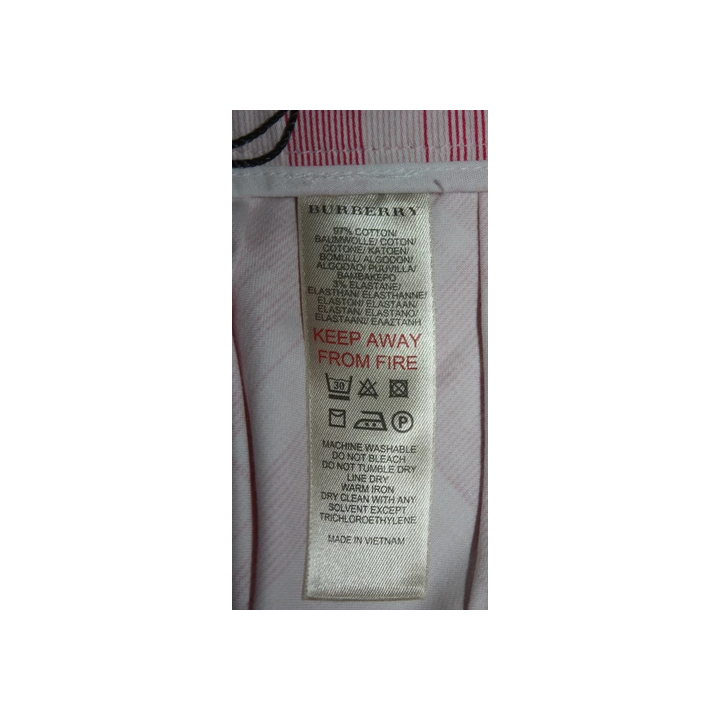 BURBERRY
97% COTTON/
BAUMWOLLE/ COTON/
COTONE/ KATOEN/
BOMULL/ ALGODON/
ALGODAO/ PUUVILLA/
ΒΑΜΒΑΚΕΡΟ
3% ELASTANE/
ELASTHAN/ ELASTHANNE/
ELASTON/ ELASTAAN/
ELASTAN/ ELASTANO/
ELASTAANI/ ΕΛΑΣΤΑΝΗ
KEEP AWAY
FROM FIRE
30
P
MACHINE WASHABLE
DO NOT BLEACH
DO NOT TUMBLE DRY
LINE DRY
WARM IRON
DRY CLEAN WITH ANY
SOLVENT EXCEPT
TRICHLOROETHYLENE
MADE IN VIETNAM